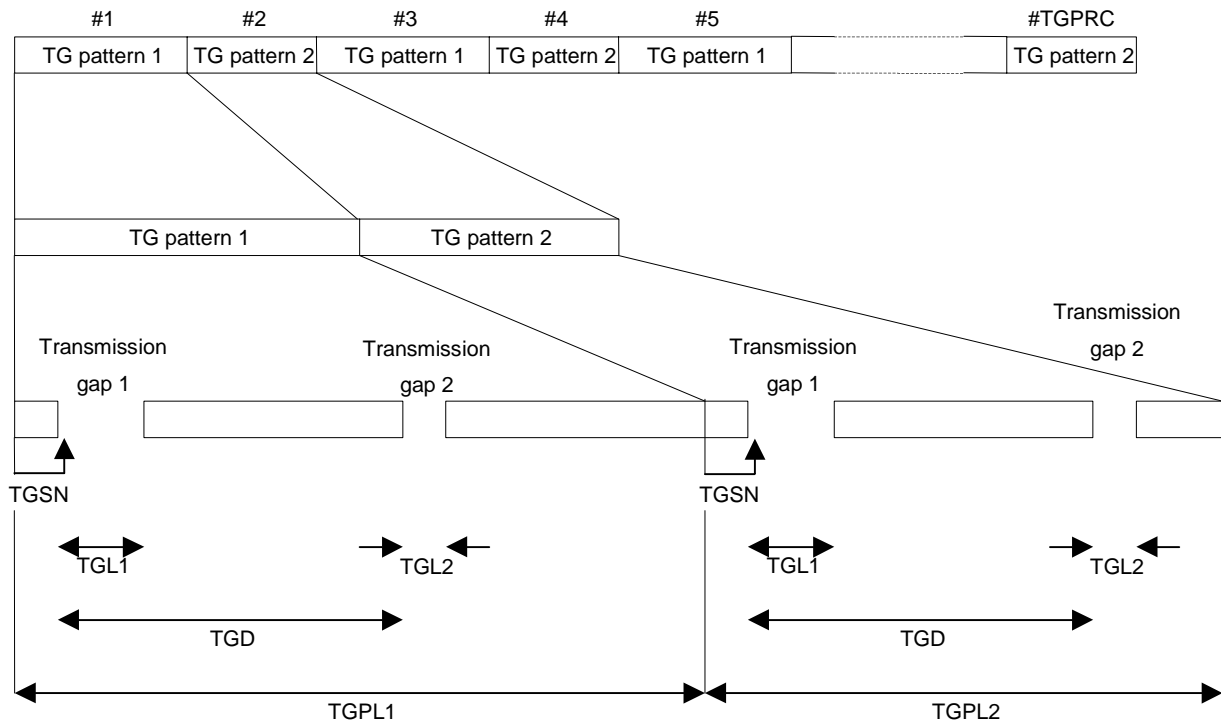 #1 #2 #3 #4 #5 #TGPRC
TG pattern 1 TG pattern 2 TG pattern 1 TG pattern 2 TG pattern 1 TG pattern 2
TG pattern 1 TG pattern 2
Transmission
gap 1
Transmission
gap 2
Transmission
gap 1
Transmission
gap 2
TGSN TGSN
TGL1 TGL2 TGL1 TGL2
TGD TGD
TGPL1 TGPL2